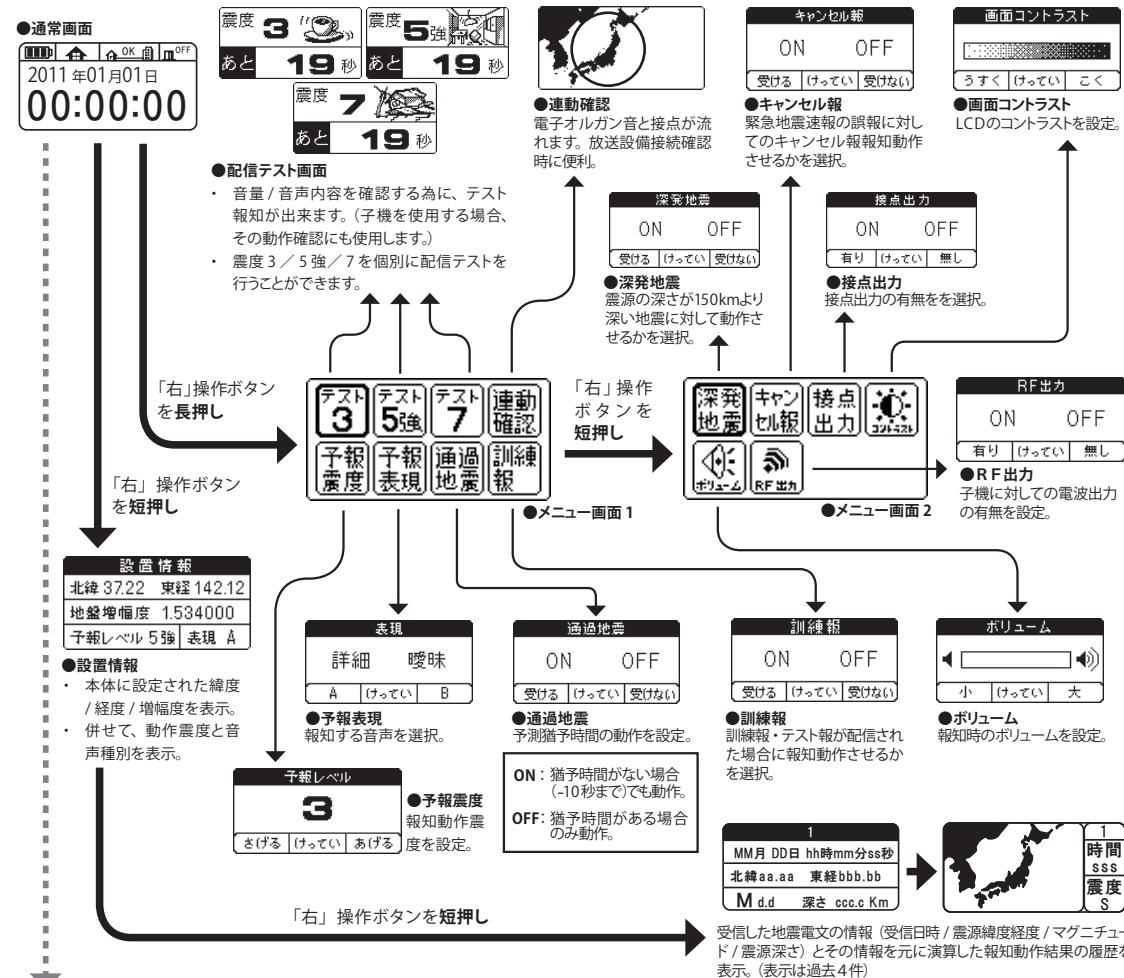 ●通常画面
OK
OFF
2011年01月01日
00:00:00
震度 3
あと 19 秒
震度 5強
あと 19 秒
震度 7
あと 19 秒
●配信テスト画面
・ 音量 / 音声内容を確認する為に、テスト
報知が出来ます。(子機を使用する場合、
その動作確認にも使用します。)
・ 震度 3 / 5 強/ 7 を個別に配信テストを
行うことができます。
●連動確認
電子オルガン音と接点が流
れます。放送設備接続確認
時に便利。
キャンセル報
ON OFF
受ける けってい 受けない
●キャンセル報
緊急地震速報の誤報に対し
てのキャンセル報報知動作
させるかを選択。
画面コントラスト
うすく けってい こく
●画面コントラスト
LCDのコントラストを設定。
深発地震
ON OFF
受ける けってい 受けない
●深発地震
震源の深さが150kmより
深い地震に対して動作さ
せるかを選択。
接点出力
ON OFF
有り けってい 無し
●接点出力
接点出力の有無をを選択。
「右」操作ボタン
を長押し
テスト 3
テスト 5強
テスト 7
連動確認
予報震度
予報表現
通過地震
訓練報
●メニュー画面 1
「右」操作
ボタンを
短押し
深発地震
キャンセル報
接点出力
コントラスト
ボリューム
RF出力
●メニュー画面 2
RF出力
ON OFF
有り けってい 無し
●RF出力
子機に対しての電波出力
の有無を設定。
「右」操作ボタン
を短押し
設置情報
北緯 37.22 東経 142.12
地盤増幅度 1.534000
予報レベル 5強 表現 A
●設置情報
・ 本体に設定された緯度
/ 経度 / 増幅度を表示。
・ 併せて、動作震度と音
声種別を表示。
表現
詳細 曖昧
A けってい B
●予報表現
報知する音声を選択。
通過地震
ON OFF
受ける けってい 受けない
●通過地震
予測猶予時間の動作を設定。
ON：猶予時間がない場合
(-10秒まで)でも動作。
OFF：猶予時間がある場合
のみ動作。
訓練報
ON OFF
受ける けってい 受けない
●訓練報
訓練報・テスト報が配信され
た場合に報知動作させるか
を選択。
ボリューム
小 けってい 大
●ボリューム
報知時のボリュームを設定。
予報レベル
3
さげる けってい あげる
●予報震度
報知動作震
度を設定。
1
MM月 DD日 hh時mm分ss秒
北緯aa.aa 東経bbb.bb
M d.d 深さ ccc.c Km
1
時間
sss
震度
S
「右」操作ボタンを短押し
受信した地震電文の情報(受信日時 / 震源緯度経度 / マグニチュー
ド / 震源深さ)とその情報を元に演算した報知動作結果の履歴を
表示。(表示は過去4件)